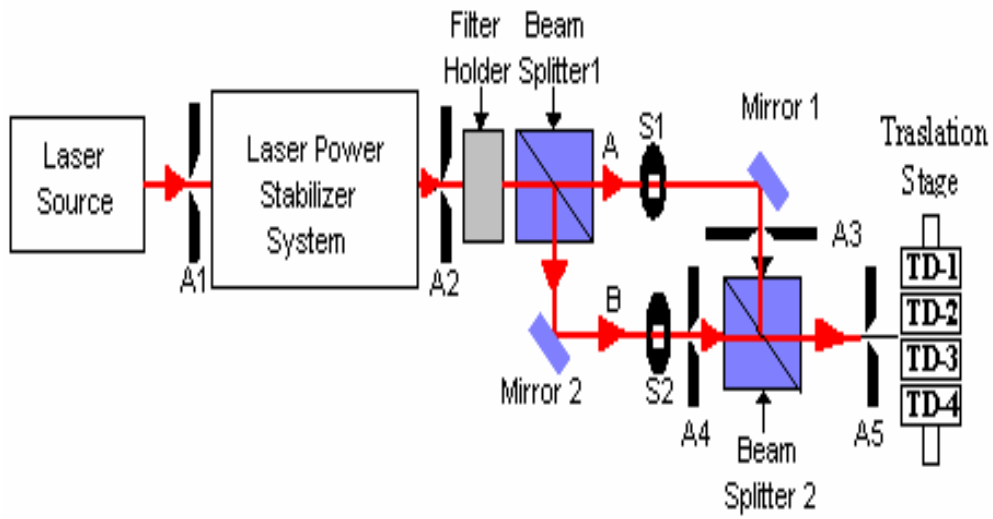 Filter
Holder
Beam
Splitter1
Laser
Source
Laser Power
Stabilizer
System
A1
A2
A
S1
Mirror 1
A3
Traslation
Stage
TD-1
TD-2
TD-3
TD-4
B
Mirror 2
S2
A4
A5
Beam
Splitter 2